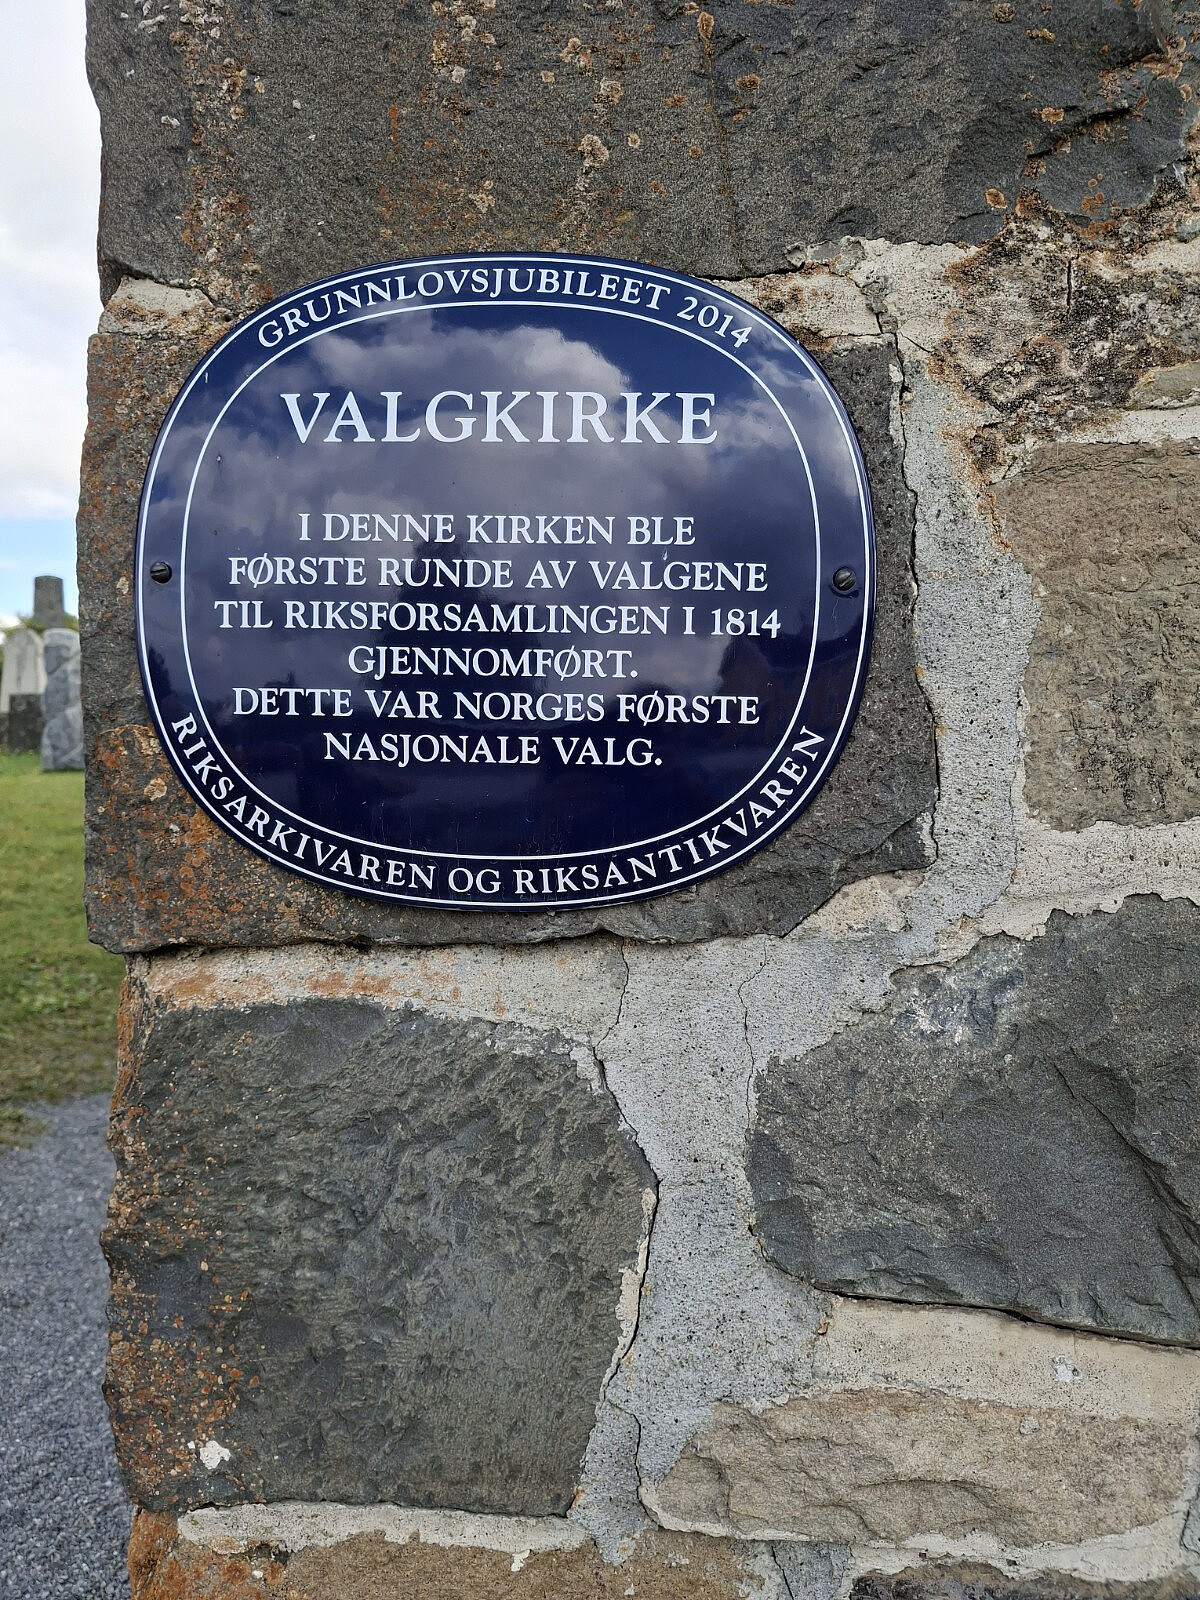 GRUNNLOVSJUBILEET 2014
VALGKIRKE
I DENNE KIRKEN BLE
FØRSTE RUNDE AV VALGENE
TIL RIKSFORSAMLINGEN I 1814
GJENNOMFØRT.
DETTE VAR NORGES FØRSTE
NASJONALE VALG.
RIKSARKIVAREN OG RIKSANTIKVAREN